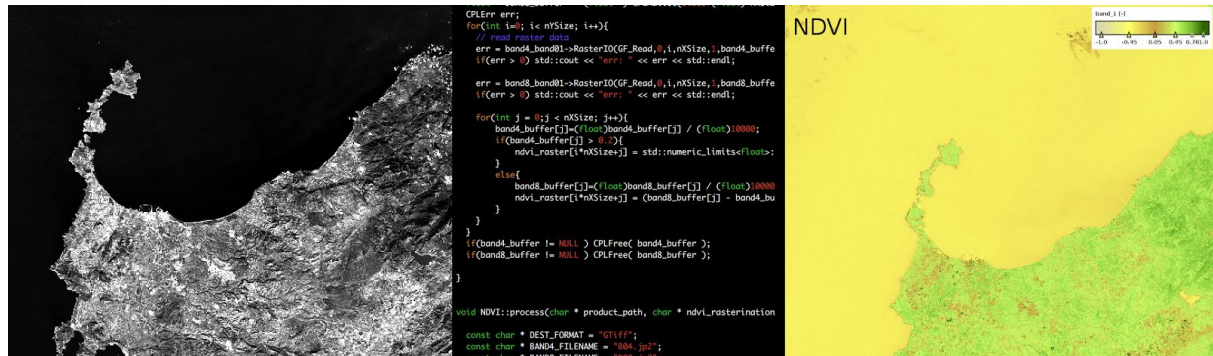 CPLErr err;
for(int i=0; i< nYSize; i++){
// read raster data
err = band4_band01->RasterIO(GF_Read,0,i,nXSize,1,band4_buffe
if(err > 0) std::cout << "err: " << err << std::endl;
err = band8_band01->RasterIO(GF_Read,0,i,nXSize,1,band8_buffe
if(err > 0) std::cout << "err: " << err << std::endl;
for(int j = 0;j < nXSize; j++){
band4_buffer[j]=(float)band4_buffer[j] / (float)10000;
if(band4_buffer[j] > 0.2){
ndvi_raster[i*nXSize+j] = std::numeric_limits<float>:
}
else{
band8_buffer[j]=(float)band8_buffer[j] / (float)10000
ndvi_raster[i*nXSize+j] = (band8_buffer[j] - band4_bu
}
}
}
if(band4_buffer != NULL ) CPLFree( band4_buffer );
if(band8_buffer != NULL ) CPLFree( band8_buffer );
}
void NDVI::process(char * product_path, char * ndvi_rasterination
const char * DEST_FORMAT = "GTiff";
const char * BAND4_FILENAME = "B04.jp2";
NDVI
band_1 [-]
-1.0 -0.45 0.05 0.45 0.781.0